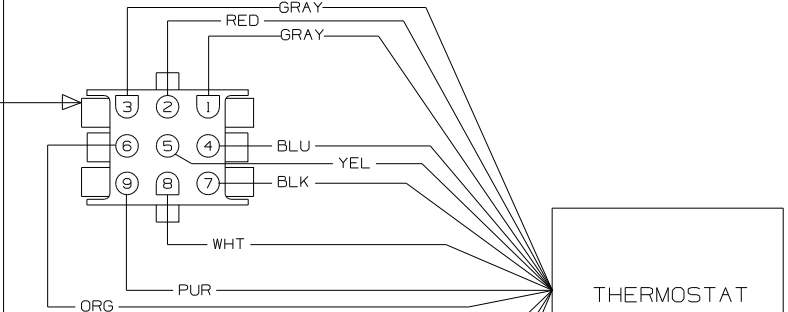 GRAY
RED
GRAY
3 2 1
6 5 4 BLU
YEL
9 8 7 BLK
WHT
PUR
THERMOSTAT
ORG